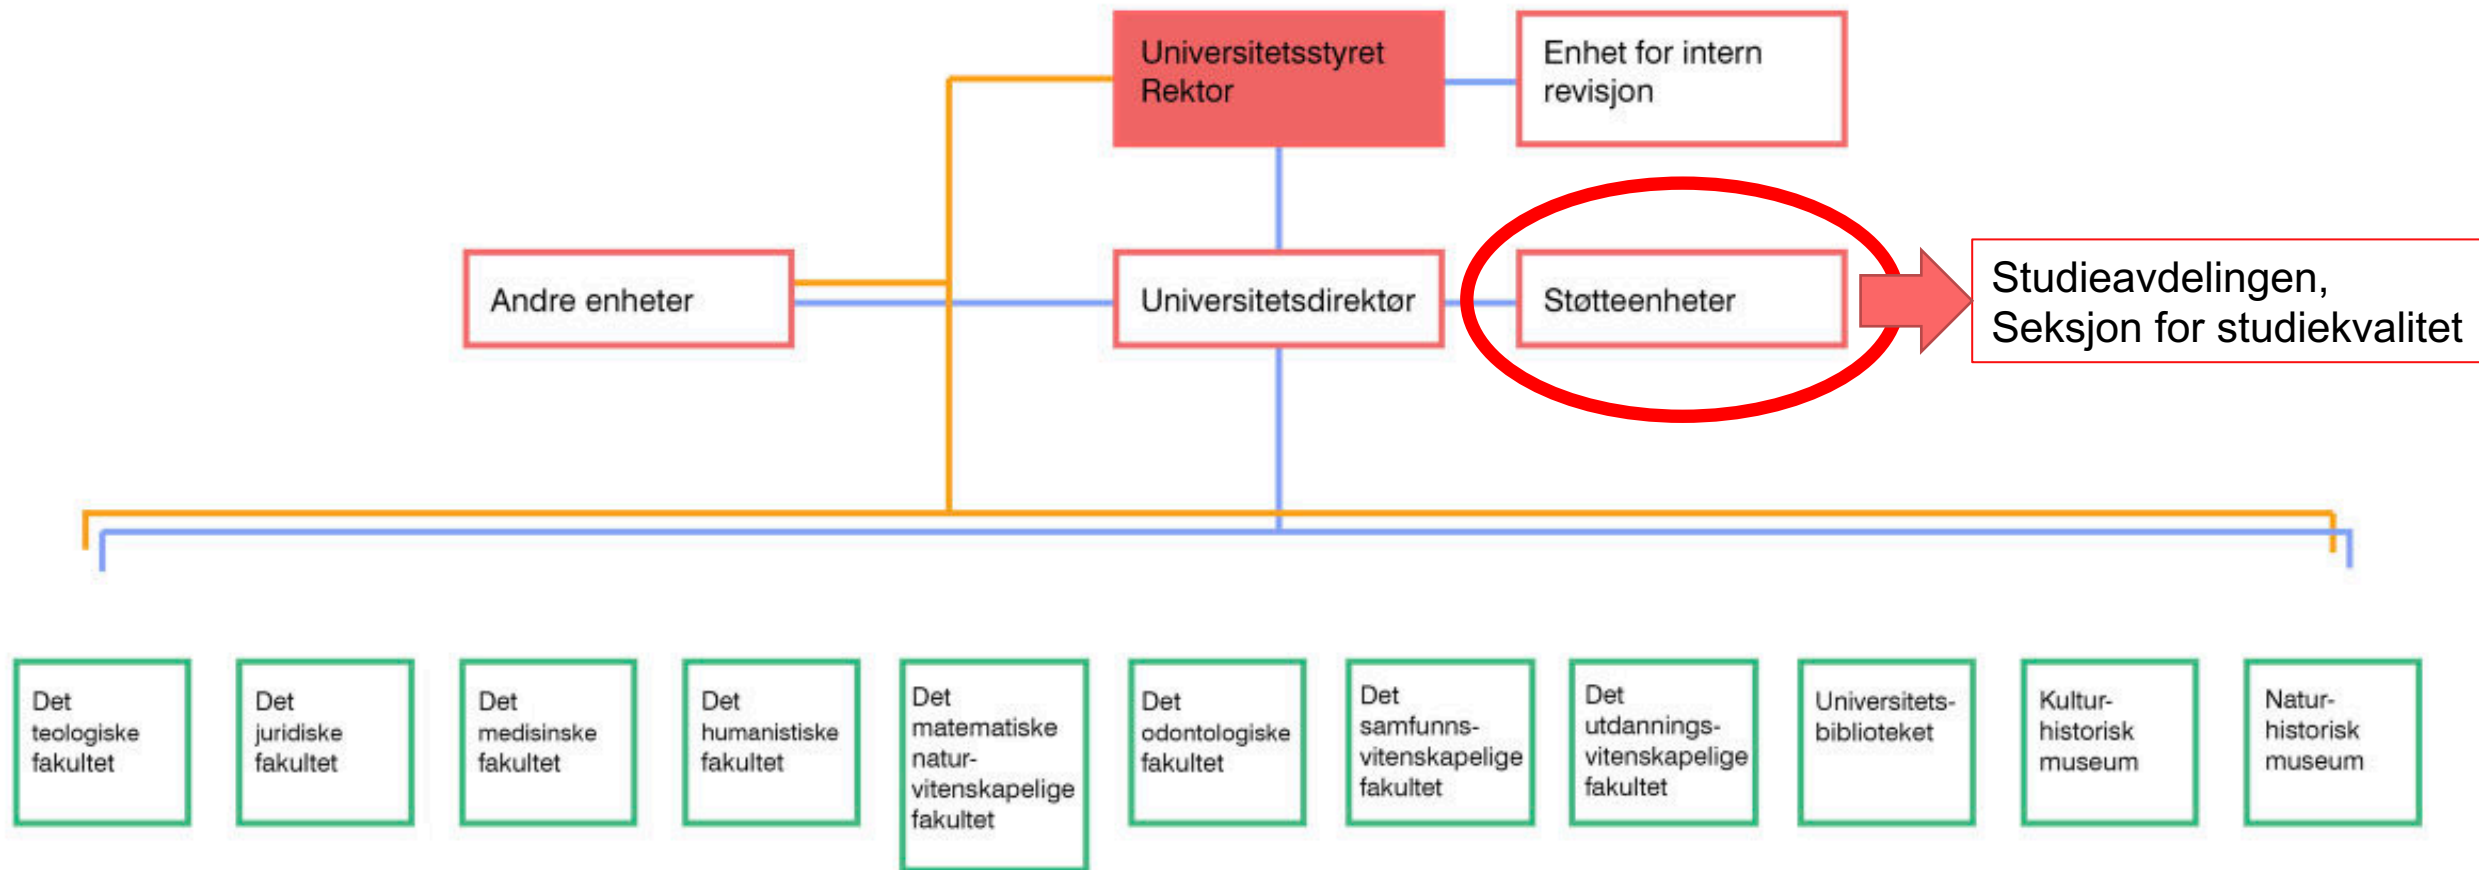 Universitetsstyret
Rektor
Enhet for intern
revisjon
Andre enheter
Universitetsdirektør
Støtteenheter
Studieavdelingen,
Seksjon for studiekvalitet
Det
teologiske
fakultet
Det
juridiske
fakultet
Det
medisinske
fakultet
Det
humanistiske
fakultet
Det
matematiske
natur-
vitenskapelige
fakultet
Det
odontologiske
fakultet
Det
samfunns-
vitenskapelige
fakultet
Det
utdannings-
vitenskapelige
fakultet
Universitets-
biblioteket
Kultur-
historisk
museum
Natur-
historisk
museum